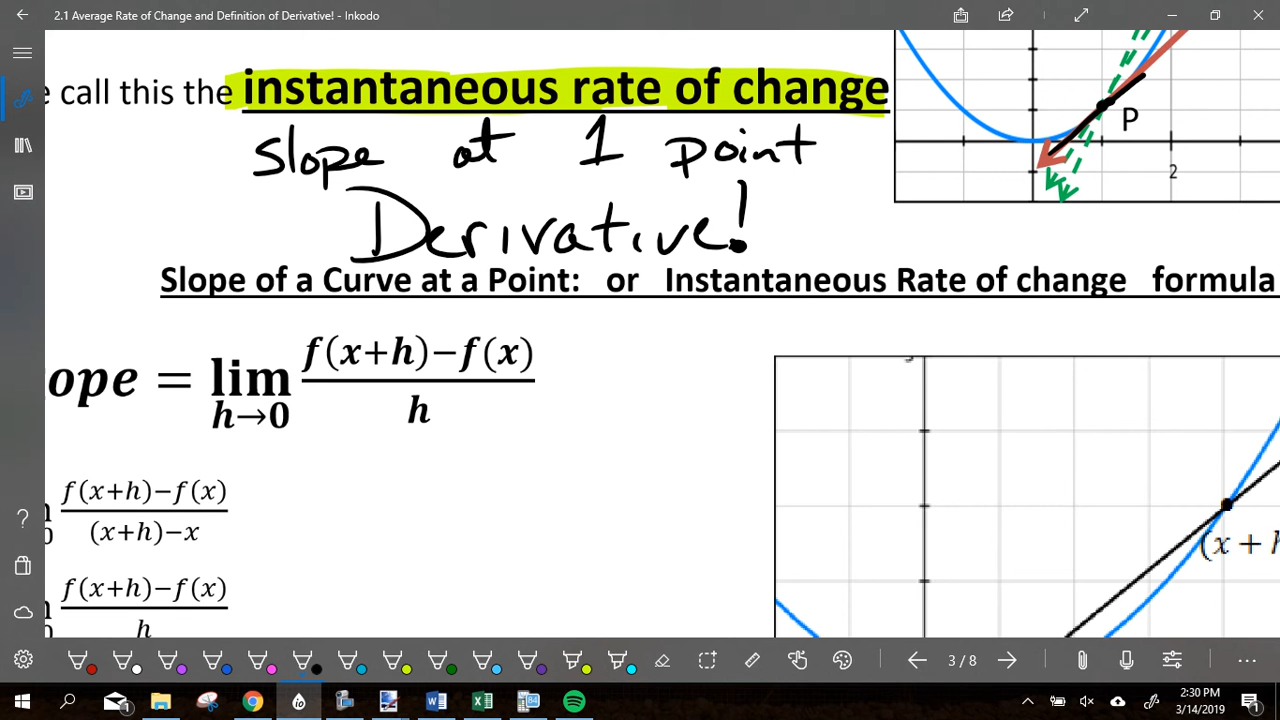 2.1 Average Rate of Change and Definition of Derivative! - Inkodo
e call this the instantaneous rate of change
slope at 1 point
Derivative!
P
2
Slope of a Curve at a Point: or Instantaneous Rate of change formula
ope = lim h→0 f(x+h)−f(x) / h
0 f(x+h)−f(x) / (x+h)−x
0 f(x+h)−f(x) / h
(x + h
3 / 8
2:30 PM
3/14/2019